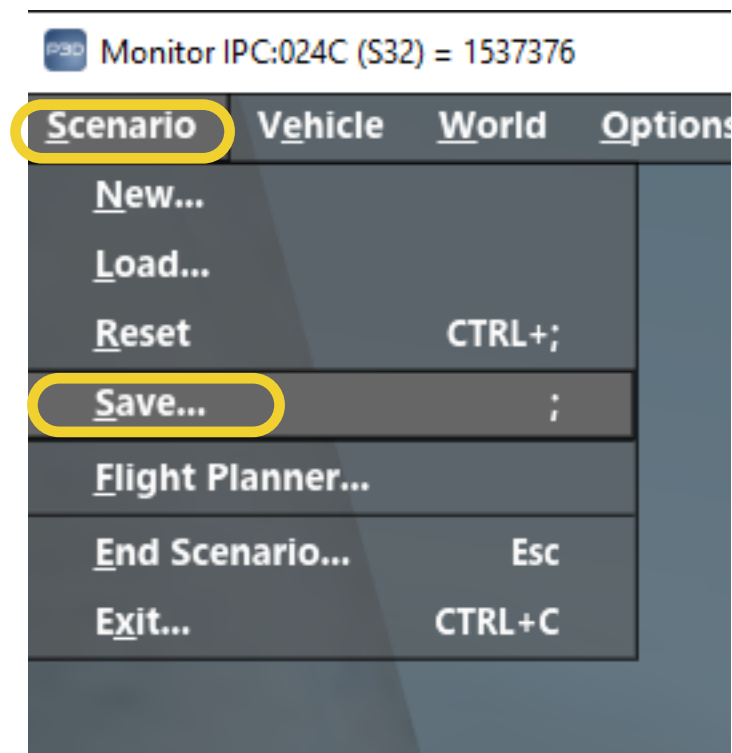 P3D Monitor IPC:024C (S32) = 1537376
Scenario Vehicle World Options
New...
Load...
Reset CTRL+;
Save... ;
Flight Planner...
End Scenario... Esc
Exit... CTRL+C